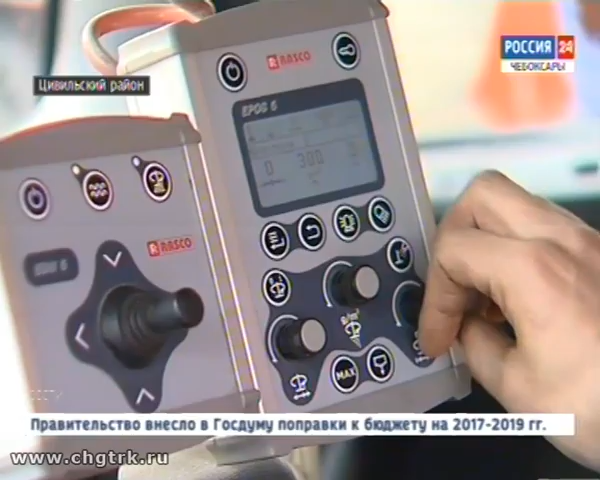 РОССИЯ 24
ЧЕБОКСАРЫ
Цивильский район
RASCO
EPOS 6
300
0
RASCO
MAX
Правительство внесло в Госдуму поправки к бюджету на 2017-2019 гг.
www.chgtrk.ru